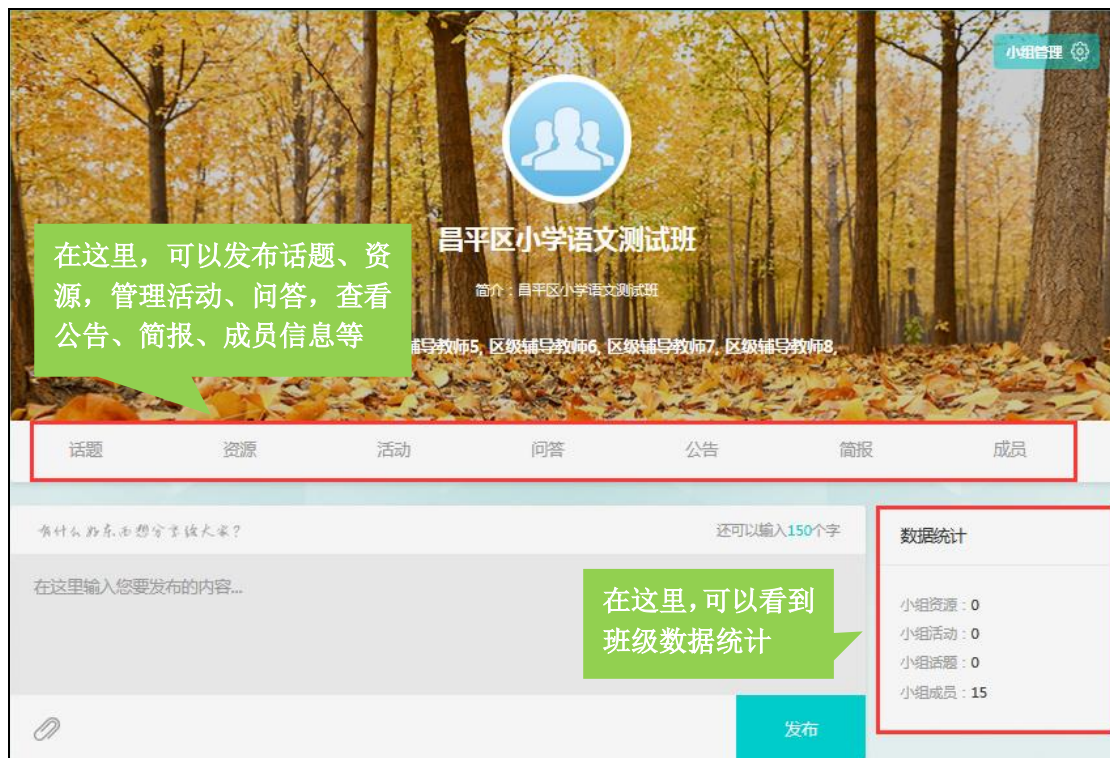 小组管理
昌平区小学语文测试班
简介：昌平区小学语文测试班
在这里，可以发布话题、资
源，管理活动、问答，查看
公告、简报、成员信息等
辅导教师5, 区级辅导教师6, 区级辅导教师7, 区级辅导教师8,
话题 资源 活动 问答 公告 简报 成员
有什么好东西想分享给大家？ 还可以输入150个字
在这里输入您要发布的内容...
在这里，可以看到
班级数据统计
发布
数据统计
小组资源：0
小组活动：0
小组话题：0
小组成员：15